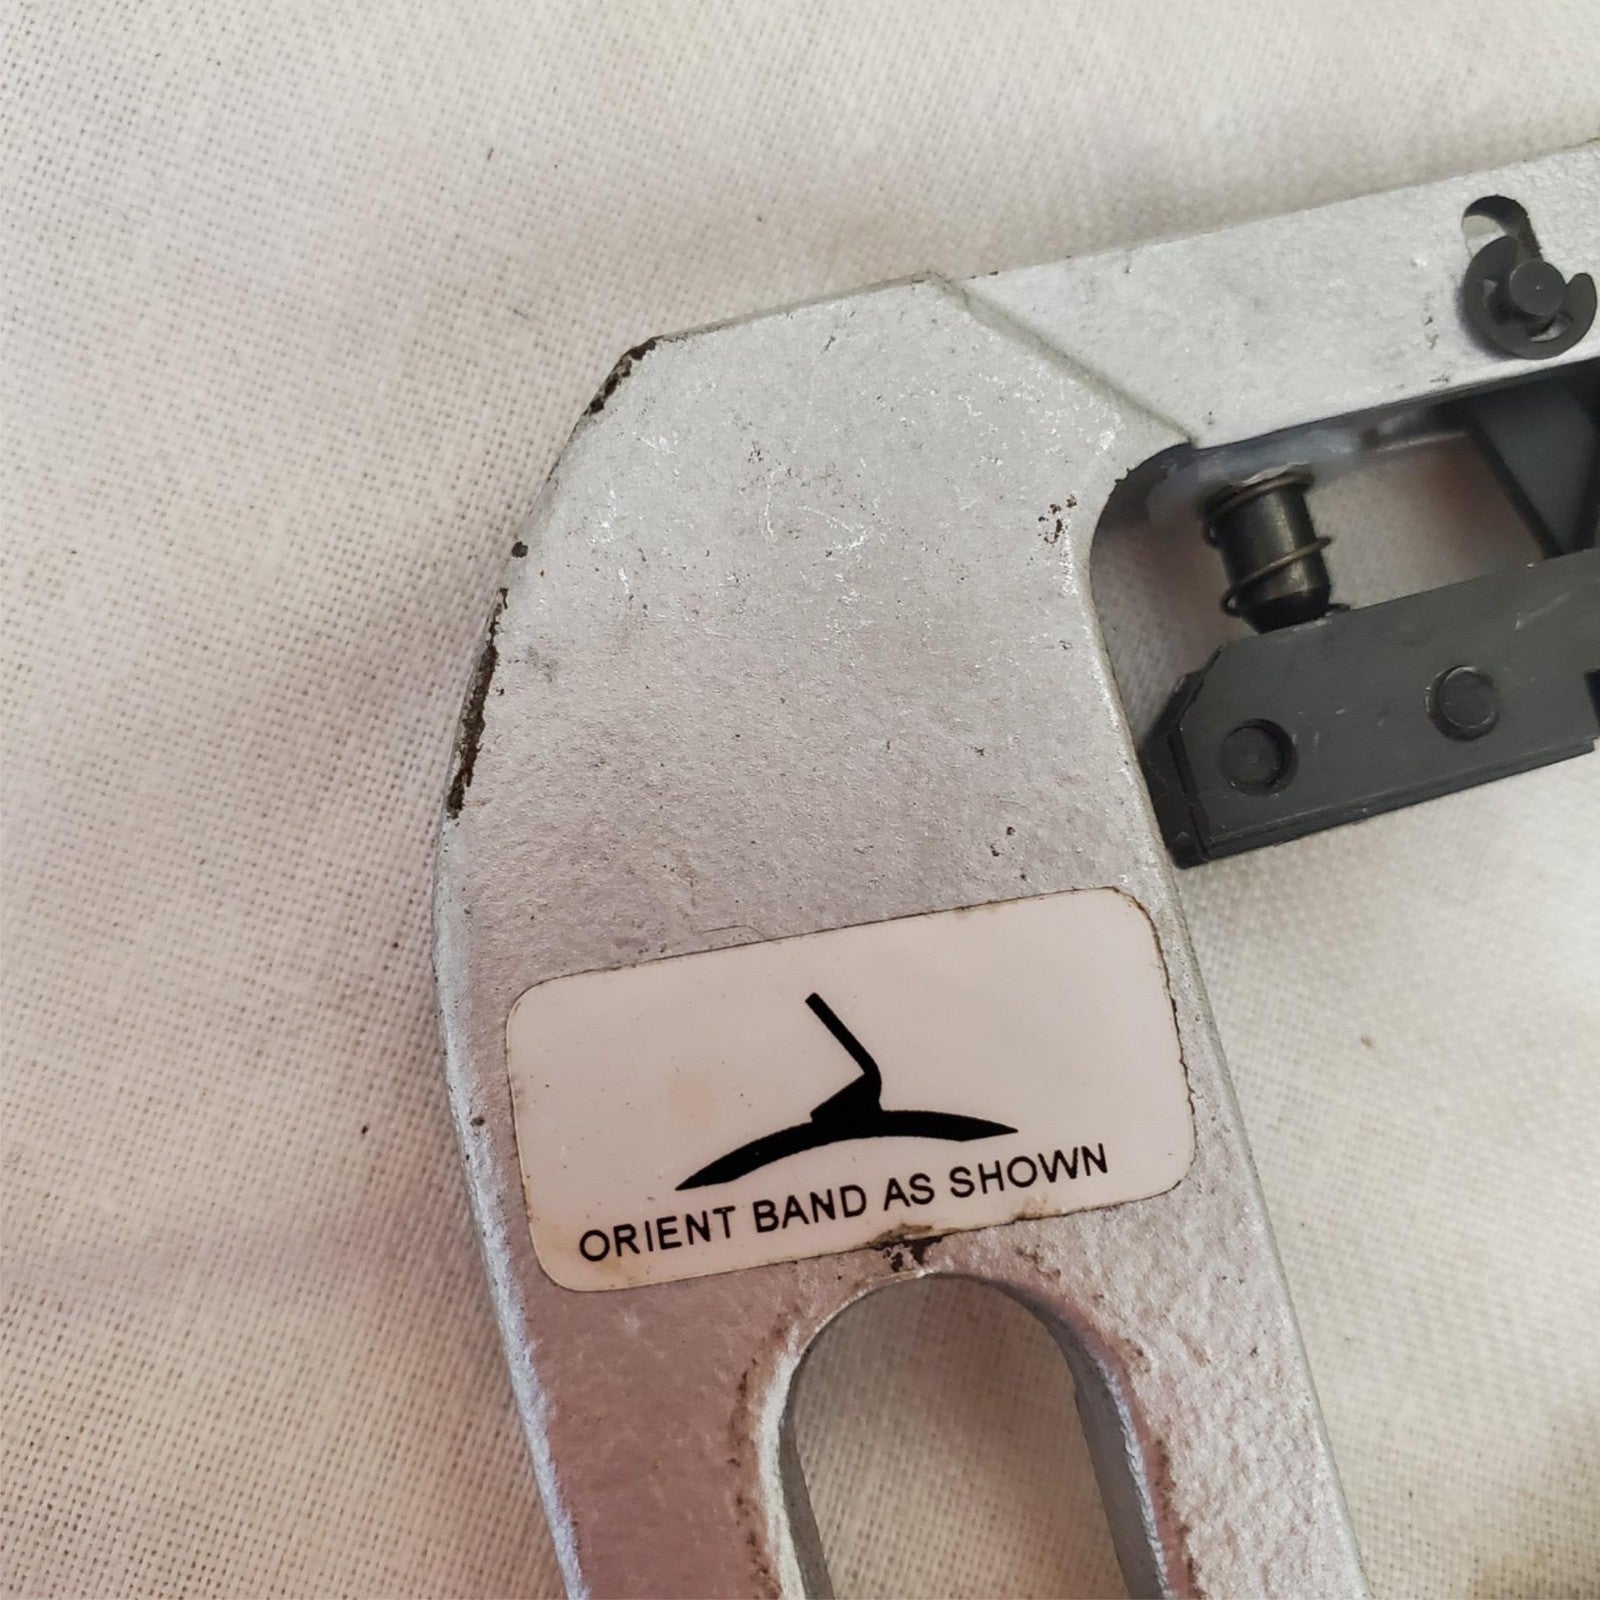 ORIENT BAND AS SHOWN